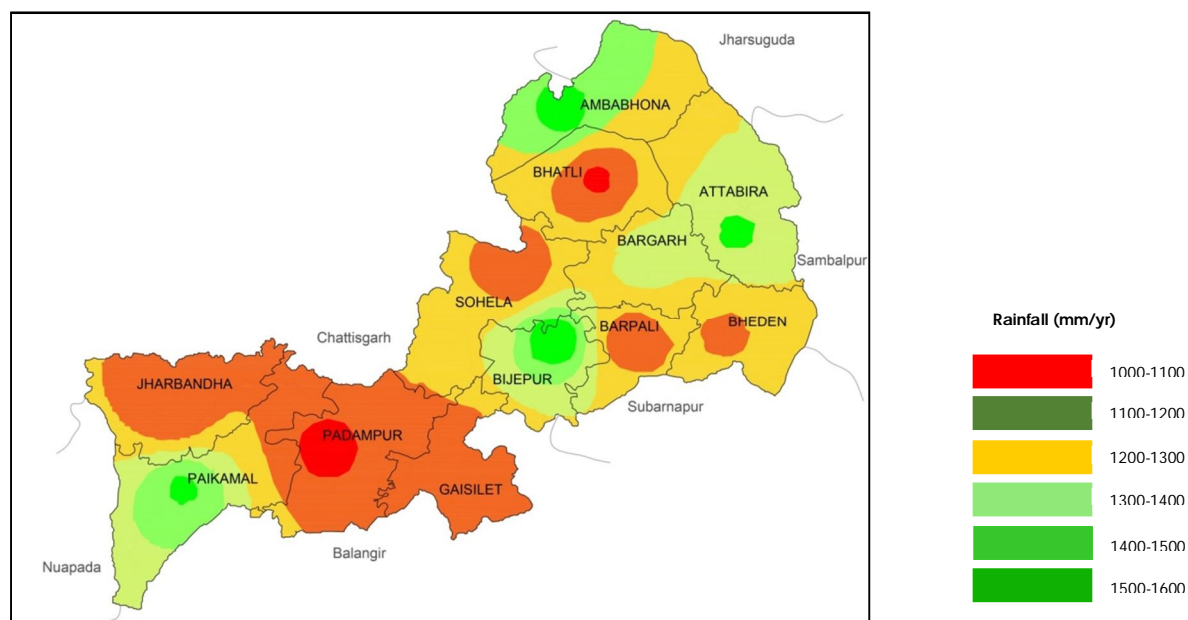 Jharsuguda
AMBABHONA
BHATLI
ATTABIRA
BARGARH
Sambalpur
SOHELA
BARPALI
BHEDEN
Chattisgarh
BIJEPUR
JHARBANDHA
Subarnapur
PADAMPUR
PAIKAMAL
GAISILET
Balangir
Nuapada
Rainfall (mm/yr)
1000-1100
1100-1200
1200-1300
1300-1400
1400-1500
1500-1600